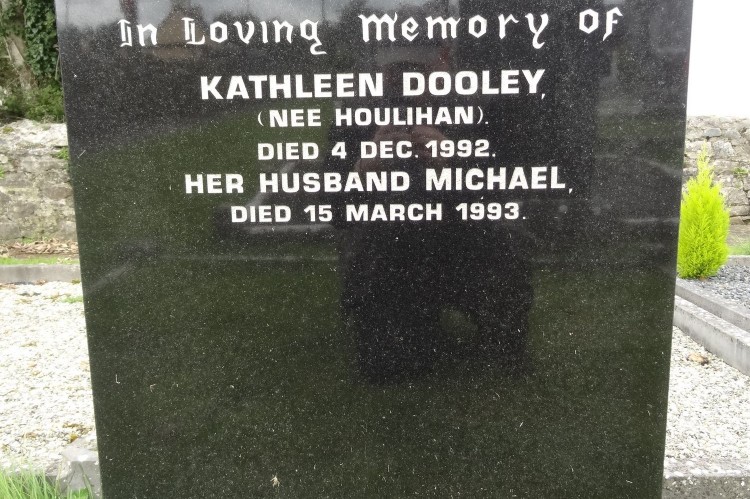 In Loving Memory of
KATHLEEN DOOLEY,
(NEE HOULIHAN).
DIED 4 DEC. 1992.
HER HUSBAND MICHAEL,
DIED 15 MARCH 1993.